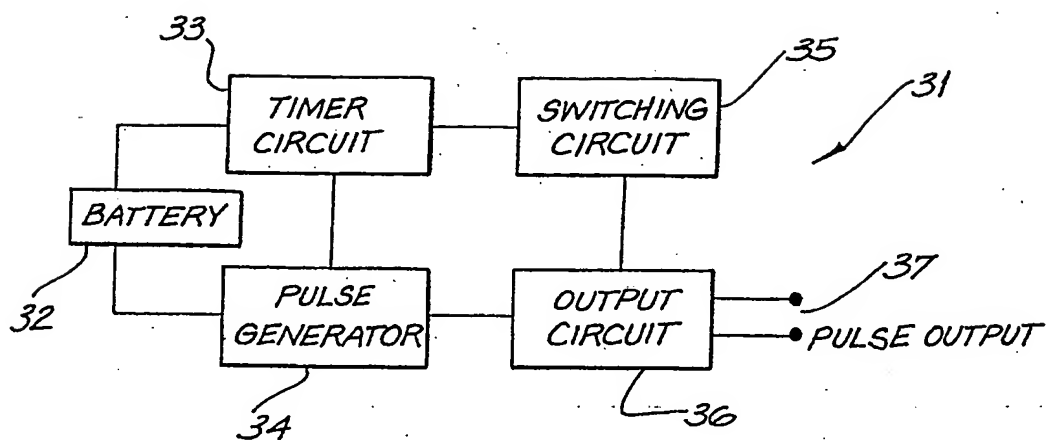 33
35
31
TIMER
CIRCUIT
SWITCHING
CIRCUIT
BATTERY
32
PULSE
GENERATOR
OUTPUT
CIRCUIT
37
PULSE OUTPUT
34
36